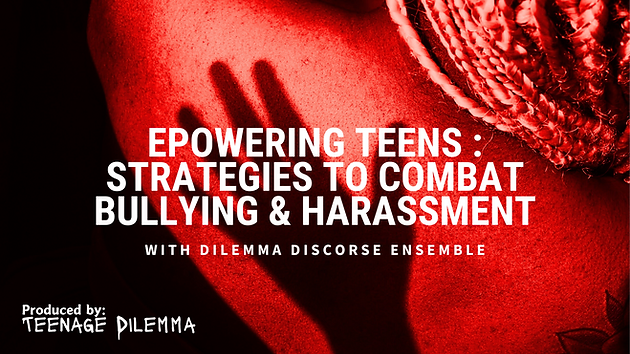 EPOWERING TEENS :
STRATEGIES TO COMBAT
BULLYING & HARASSMENT
WITH DILEMMA DISCORSE ENSEMBLE
Produced by:
TEENAGE DILEMMA